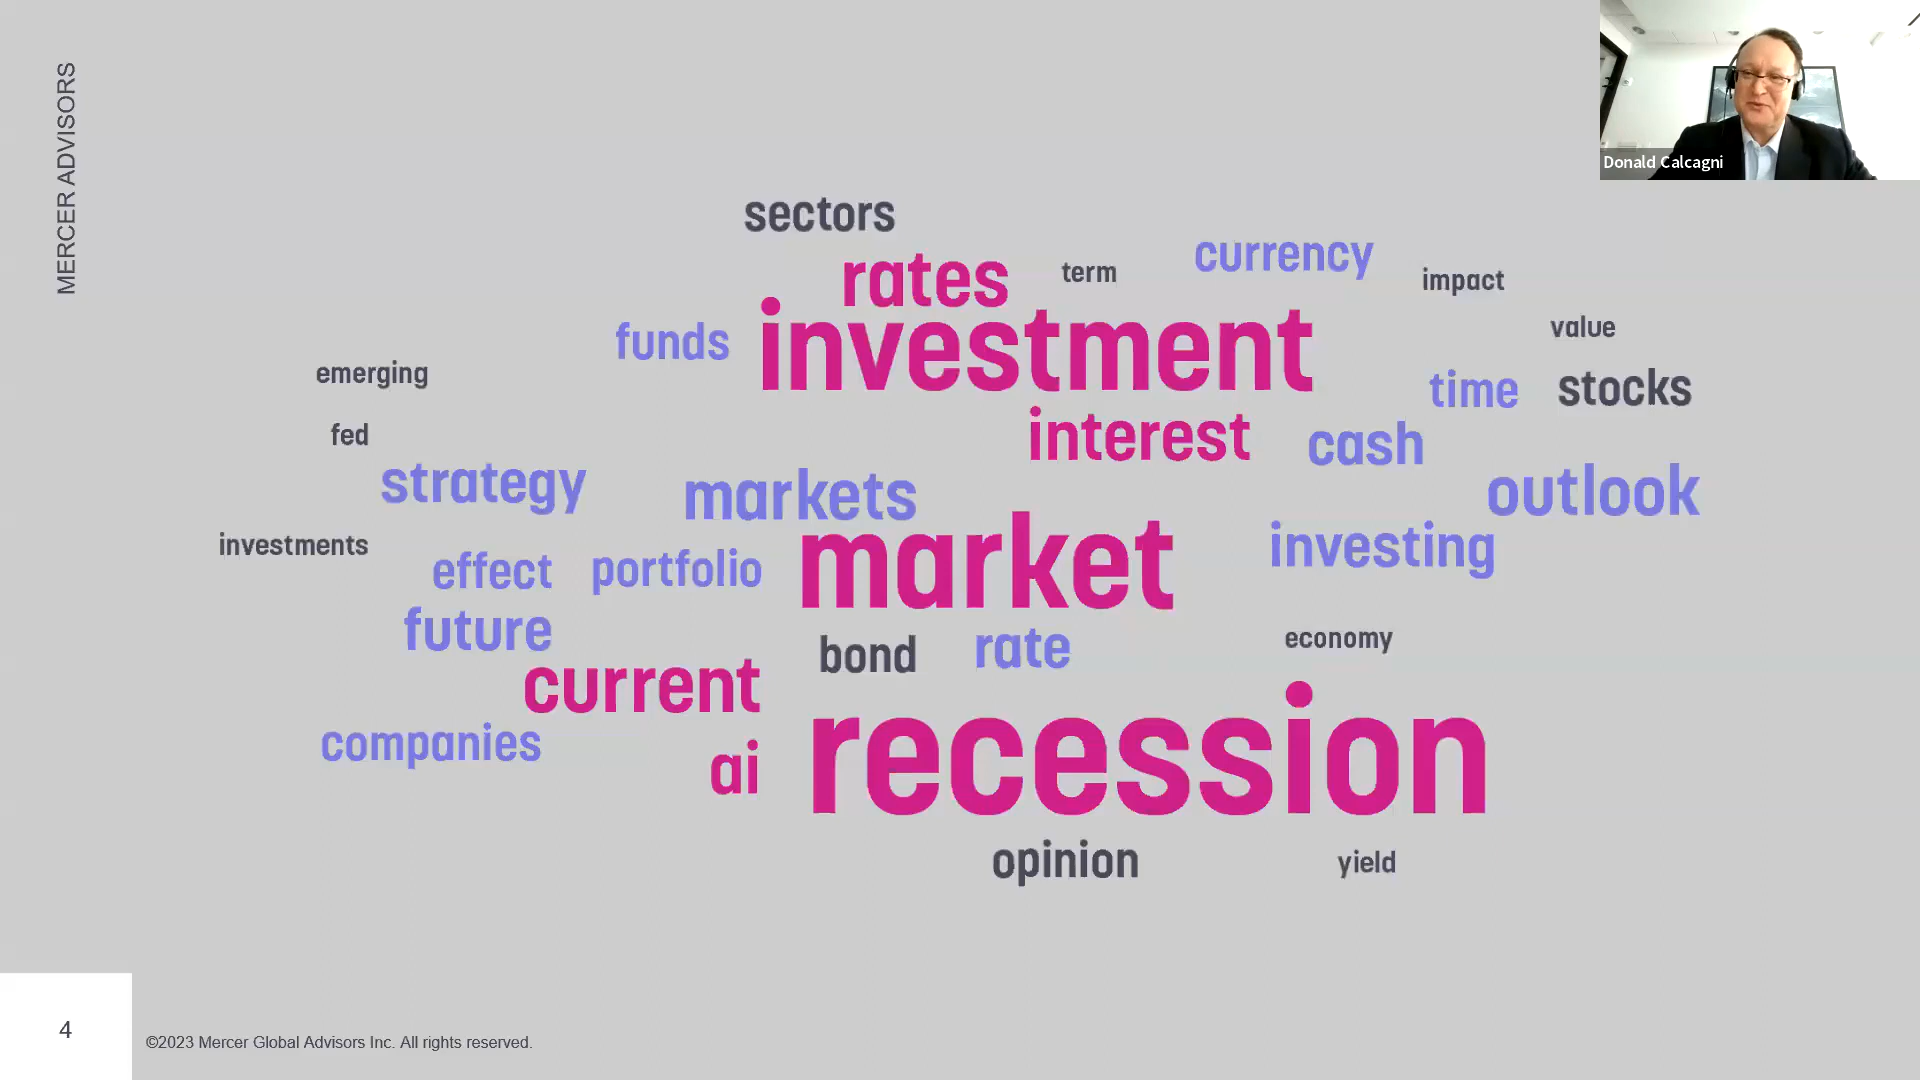 MERCER ADVISORS
Donald Calcagni
sectors
currency
rates
term
impact
investment
value
funds
emerging
time
stocks
fed
interest
cash
strategy
markets
outlook
investments
effect
portfolio
market
investing
future
bond
rate
economy
current
companies
ai
recession
opinion
yield
4
©2023 Mercer Global Advisors Inc. All rights reserved.